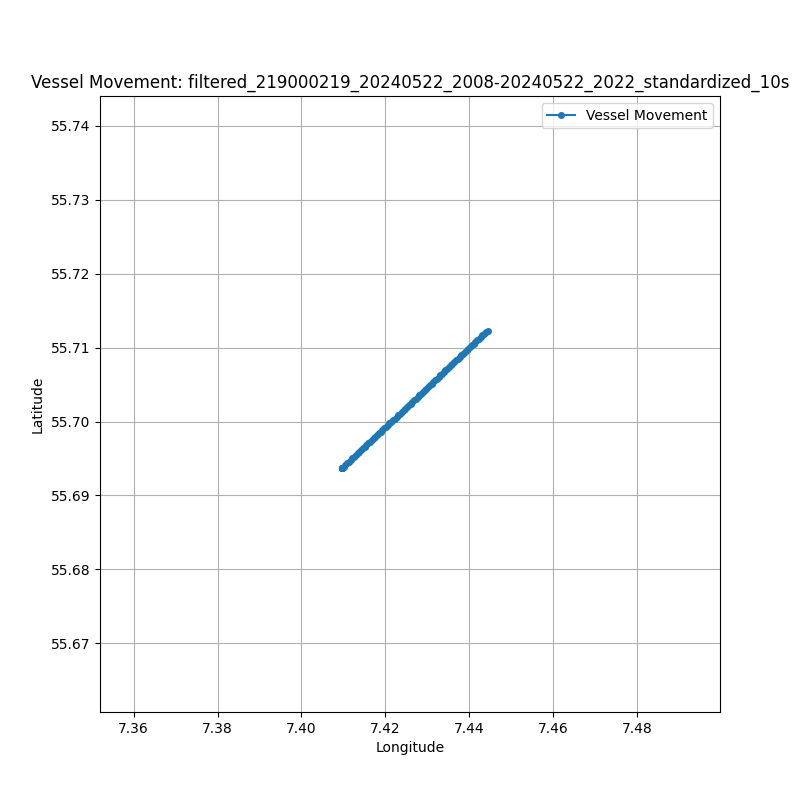 Vessel Movement: filtered_219000219_20240522_2008-20240522_2022_standardized_10s
Vessel Movement
55.74
55.73
55.72
55.71
55.70
55.69
55.68
55.67
Latitude
7.36 7.38 7.40 7.42 7.44 7.46 7.48
Longitude